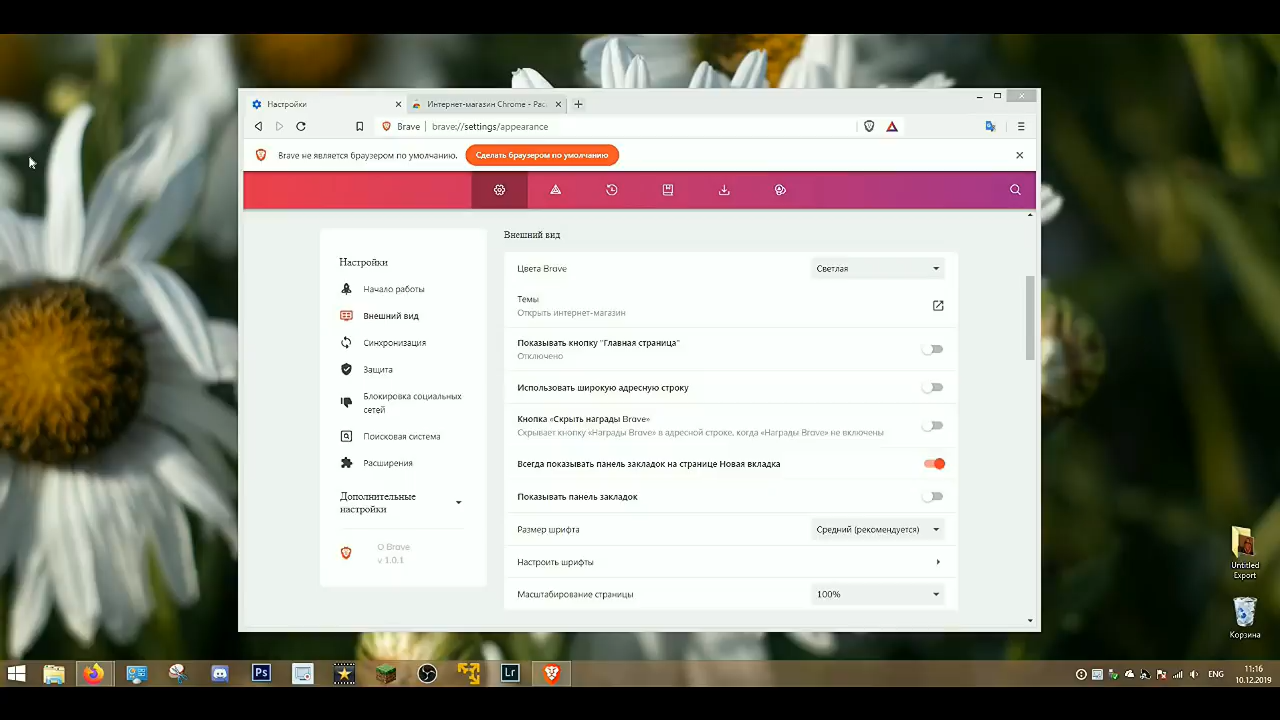 Настройки
Интернет-магазин Chrome - Рас
Brave
brave://settings/appearance
Brave не является браузером по умолчанию.
Сделать браузером по умолчанию
Настройки
Начало работы
Внешний вид
Синхронизация
Защита
Блокировка социальных
сетей
Поисковая система
Расширения
Дополнительные
настройки
О Brave
v 1.0.1
Внешний вид
Цвета Brave
Светлая
Темы
Открыть интернет-магазин
Показывать кнопку "Главная страница"
Отключено
Использовать широкую адресную строку
Кнопка «Скрыть награды Brave»
Скрывает кнопку «Награды Brave» в адресной строке, когда «Награды Brave» не включены
Всегда показывать панель закладок на странице Новая вкладка
Показывать панель закладок
Размер шрифта
Средний (рекомендуется)
Настроить шрифты
Масштабирование страницы
100%
Untitled
Export
Корзина
Ps
Lr
ENG
11:16
10.12.2019